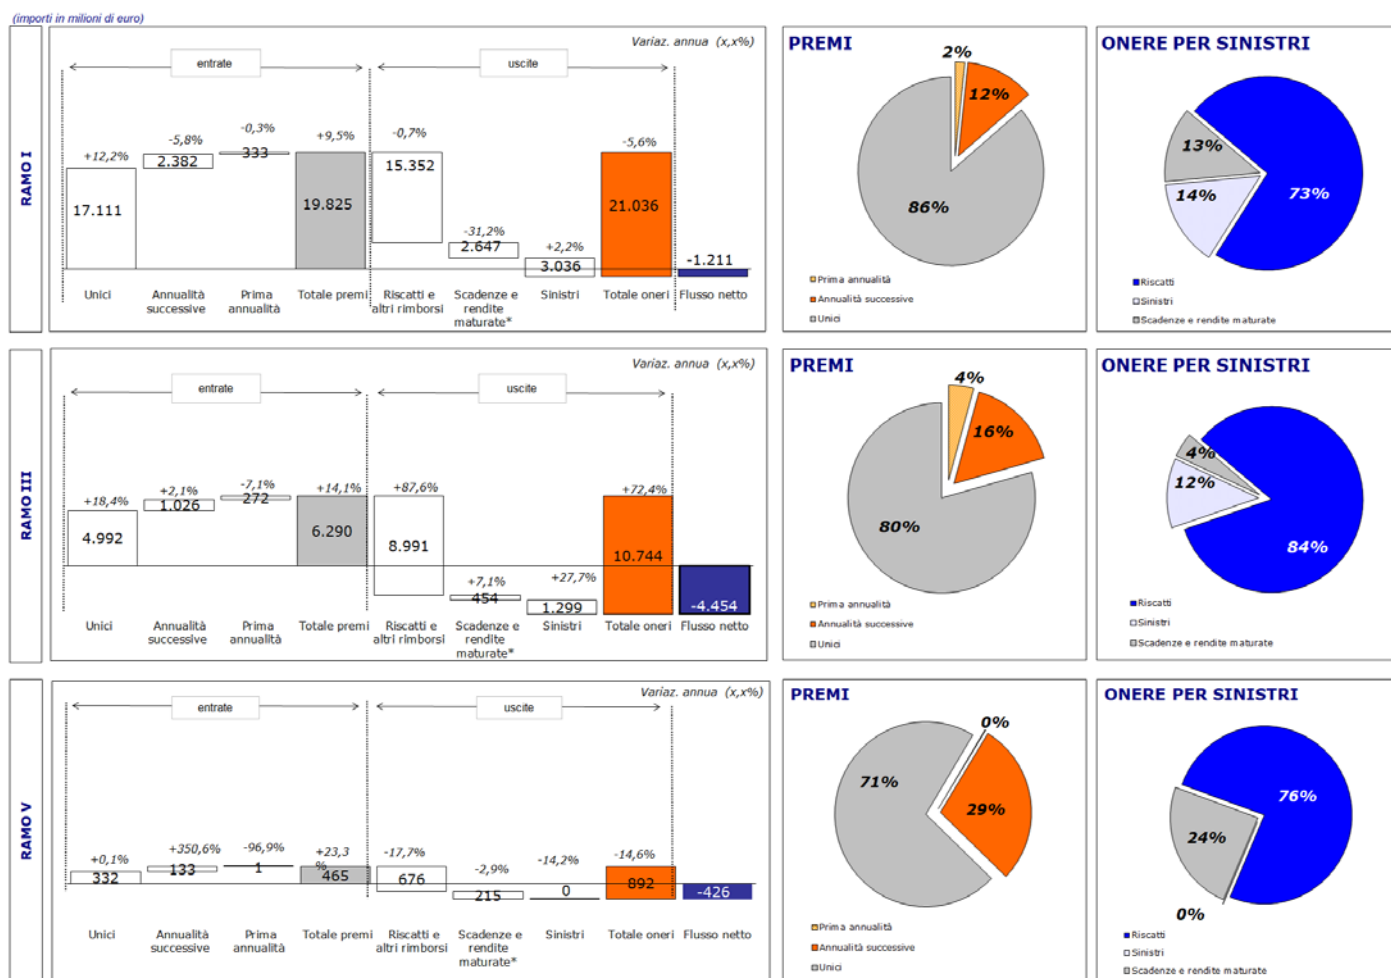 (importi in milioni di euro)
RAMO I
Variaz. annua (x,x%)
entrate
uscite
+12,2%
-5,8%
-0,3%
+9,5%
-0,7%
-31,2%
+2,2%
-5,6%
17.111
2.382
333
19.825
15.352
2.647
3.036
21.036
-1.211
Unici
Annualità successive
Prima annualità
Totale premi
Riscatti e altri rimborsi
Scadenze e rendite maturate*
Sinistri
Totale oneri
Flusso netto
PREMI
2%
12%
86%
Prima annualità
Annualità successive
Unici
ONERE PER SINISTRI
13%
14%
73%
Riscatti
Sinistri
Scadenze e rendite maturate
RAMO III
Variaz. annua (x,x%)
entrate
uscite
+18,4%
+2,1%
-7,1%
+14,1%
+87,6%
+7,1%
+27,7%
+72,4%
4.992
1.026
272
6.290
8.991
454
1.299
10.744
-4.454
Unici
Annualità successive
Prima annualità
Totale premi
Riscatti e altri rimborsi
Scadenze e rendite maturate*
Sinistri
Totale oneri
Flusso netto
PREMI
4%
16%
80%
Prima annualità
Annualità successive
Unici
ONERE PER SINISTRI
4%
12%
84%
Riscatti
Sinistri
Scadenze e rendite maturate
RAMO V
Variaz. annua (x,x%)
entrate
uscite
+0,1%
+350,6%
-96,9%
+23,3%
-17,7%
-2,9%
-14,2%
-14,6%
332
133
1
465
676
215
0
892
-426
Unici
Annualità successive
Prima annualità
Totale premi
Riscatti e altri rimborsi
Scadenze e rendite maturate*
Sinistri
Totale oneri
Flusso netto
PREMI
0%
71%
29%
Prima annualità
Annualità successive
Unici
ONERE PER SINISTRI
76%
24%
0%
Riscatti
Sinistri
Scadenze e rendite maturate